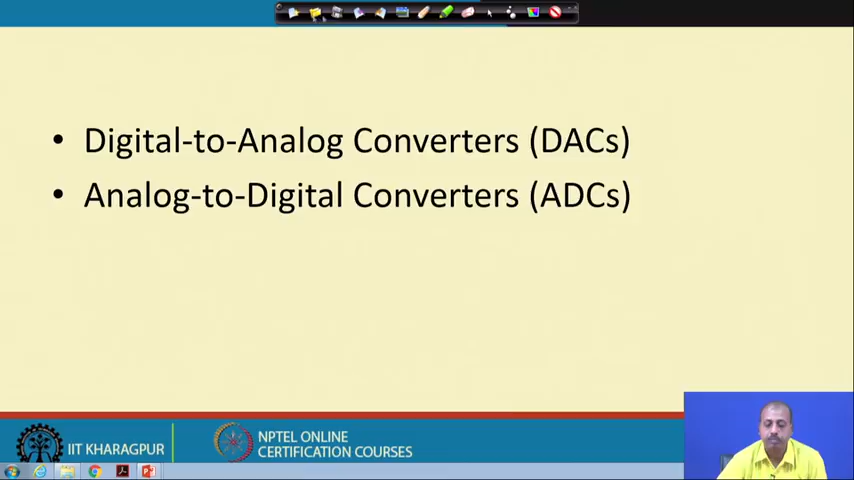 • Digital-to-Analog Converters (DACs)
• Analog-to-Digital Converters (ADCs)
IIT KHARAGPUR
NPTEL ONLINE
CERTIFICATION COURSES